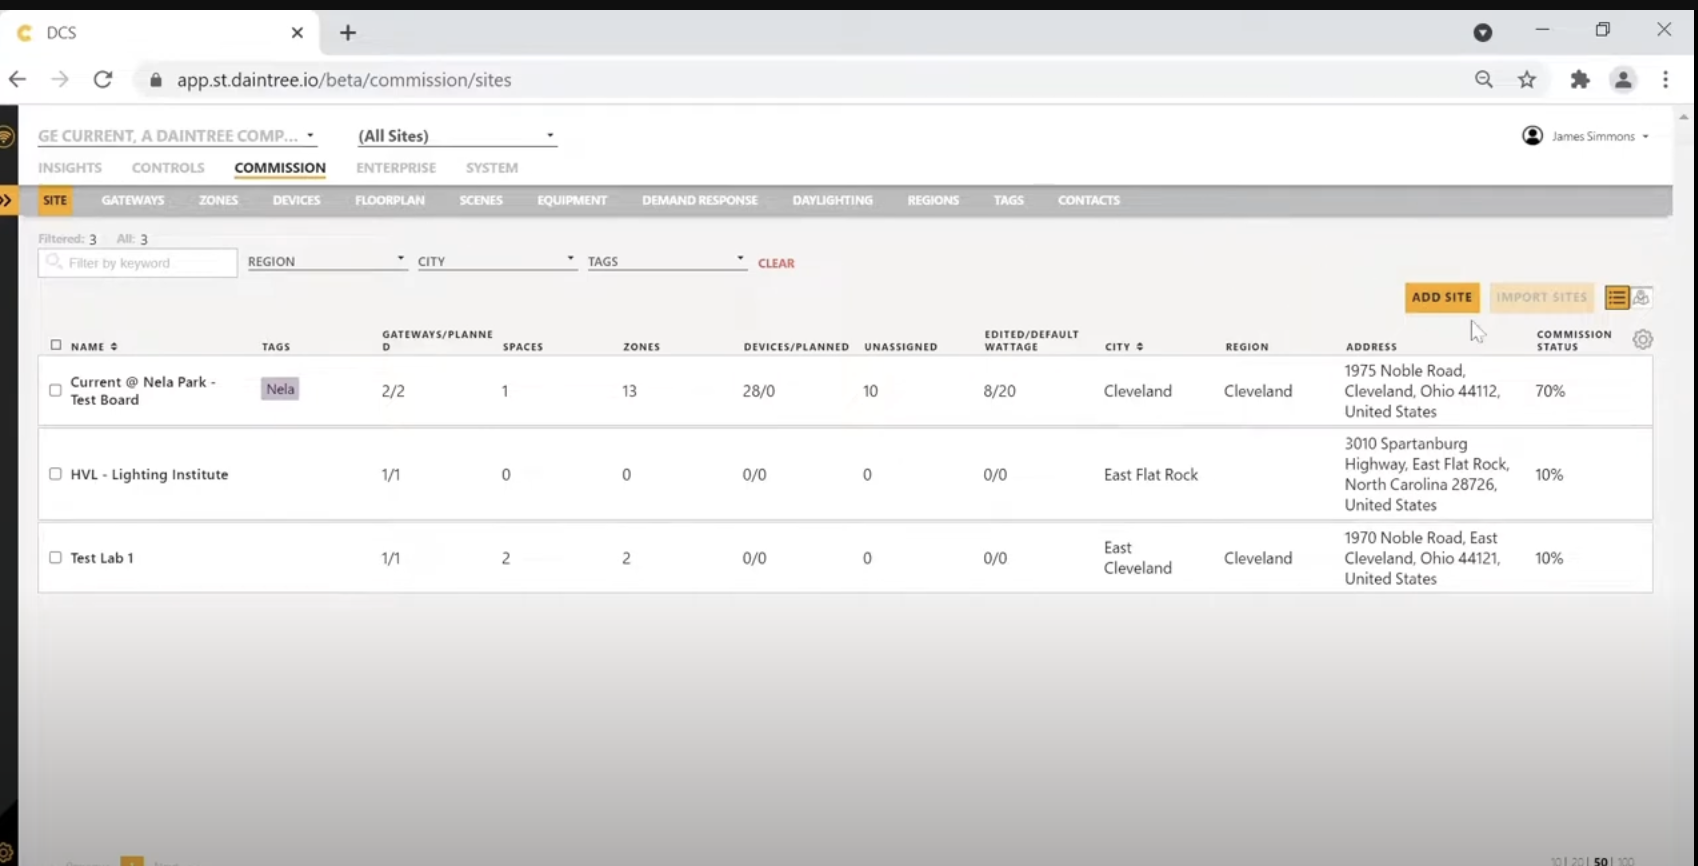 DCS
app.st.daintree.io/beta/commission/sites
GE CURRENT, A DAINTREE COMP...
(All Sites)
James Simmons
INSIGHTS CONTROLS COMMISSION ENTERPRISE SYSTEM
SITE GATEWAYS ZONES DEVICES FLOORPLAN SCENES EQUIPMENT DEMAND RESPONSE DAYLIGHTING REGIONS TAGS CONTACTS
Filtered: 3 All: 3
Filter by keyword REGION CITY TAGS CLEAR
ADD SITE IMPORT SITES
NAME TAGS GATEWAYS/PLANNE
D SPACES ZONES DEVICES/PLANNED UNASSIGNED EDITED/DEFAULT
WATTAGE CITY REGION ADDRESS COMMISSION
STATUS
Current @ Nela Park -
Test Board
Nela 2/2 1 13 28/0 10 8/20 Cleveland Cleveland
1975 Noble Road,
Cleveland, Ohio 44112,
United States
70%
HVL - Lighting Institute 1/1 0 0 0/0 0 0/0 East Flat Rock
3010 Spartanburg
Highway, East Flat Rock,
North Carolina 28726,
United States
10%
Test Lab 1 1/1 2 2 0/0 0 0/0
East
Cleveland
Cleveland
1970 Noble Road, East
Cleveland, Ohio 44121,
United States
10%
10 | 20 | 50 | 100